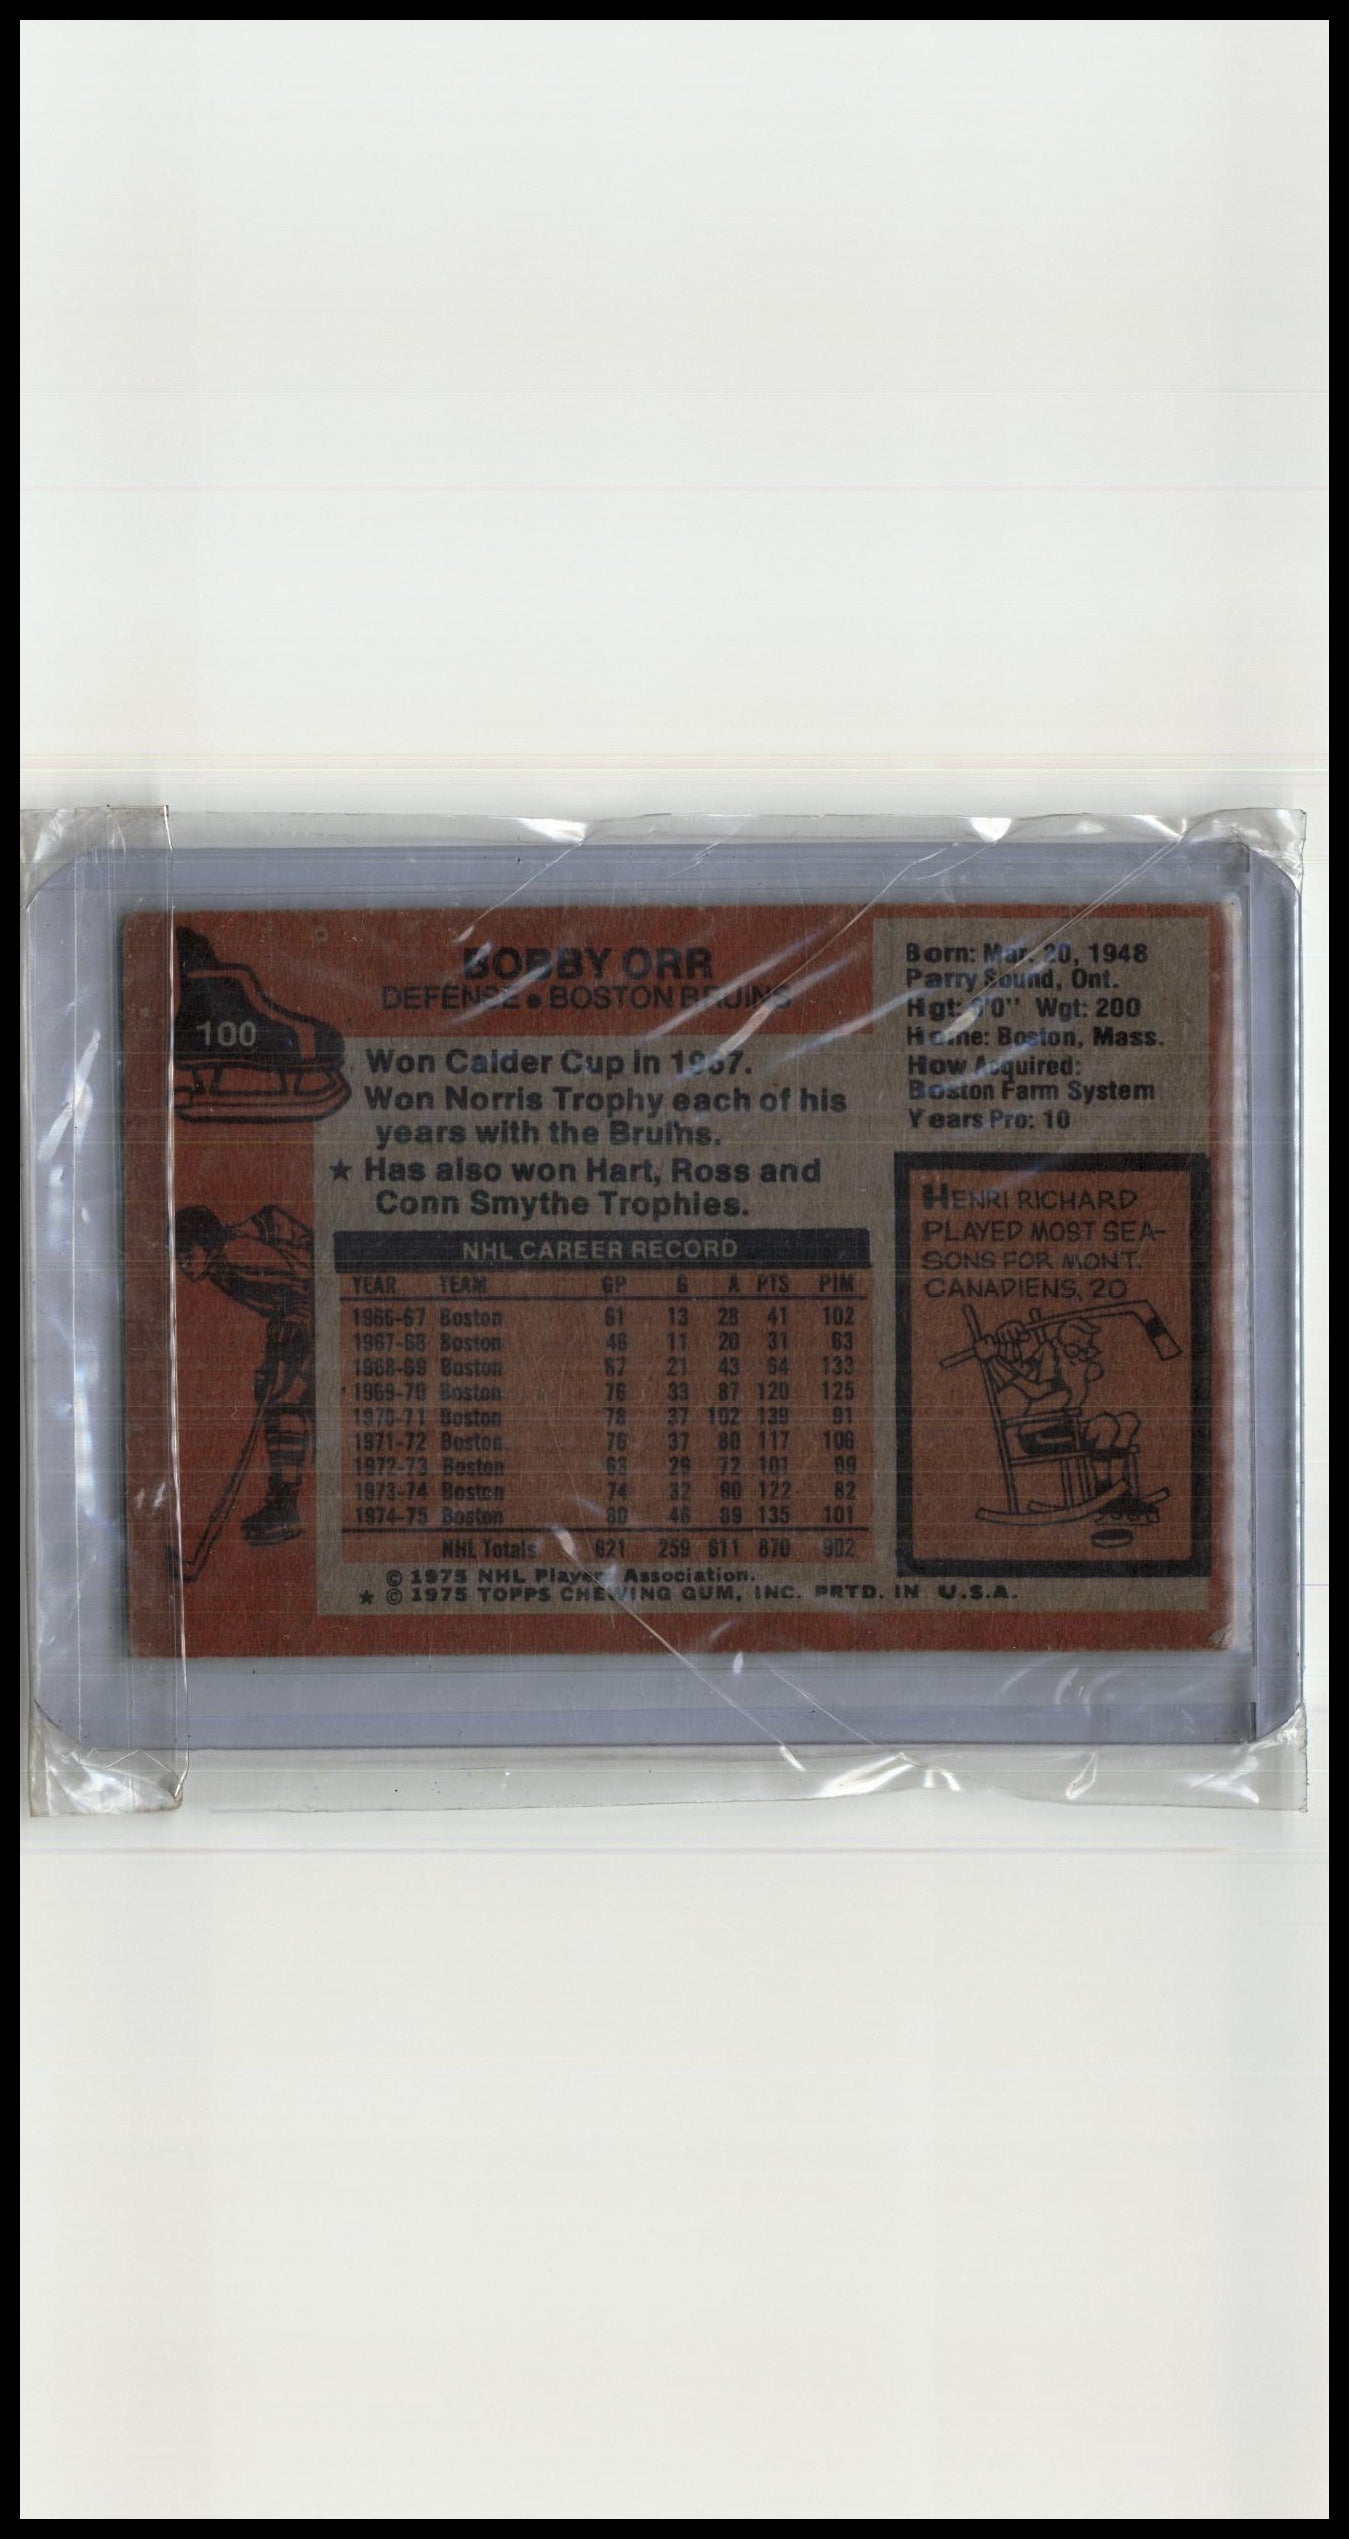 100
BOBBY ORR
DEFENSE • BOSTON BRUINS
Won Calder Cup in 1967.
Won Norris Trophy each of his
years with the Bruins.
★ Has also won Hart, Ross and
Conn Smythe Trophies.
Born: Mar. 20, 1948
Parry Sound, Ont.
Hgt: 6'0" Wgt: 200
Home: Boston, Mass.
How Acquired:
Boston Farm System
Years Pro: 10
NHL CAREER RECORD
YEAR TEAM GP G A PTS PIM
1966-67 Boston 61 13 28 41 102
1967-68 Boston 46 11 20 31 63
1968-69 Boston 67 21 43 64 133
1969-70 Boston 76 33 87 120 125
1970-71 Boston 78 37 102 139 91
1971-72 Boston 76 37 80 117 106
1972-73 Boston 63 29 72 101 99
1973-74 Boston 74 32 90 122 82
1974-75 Boston 80 46 89 135 101
NHL Totals 621 259 611 870 902
HENRI RICHARD
PLAYED MOST SEA-
SONS FOR MONT.
CANADIENS, 20
© 1975 NHL Players Association.
★ © 1975 TOPPS CHEWING GUM, INC. PRTD. IN U.S.A.